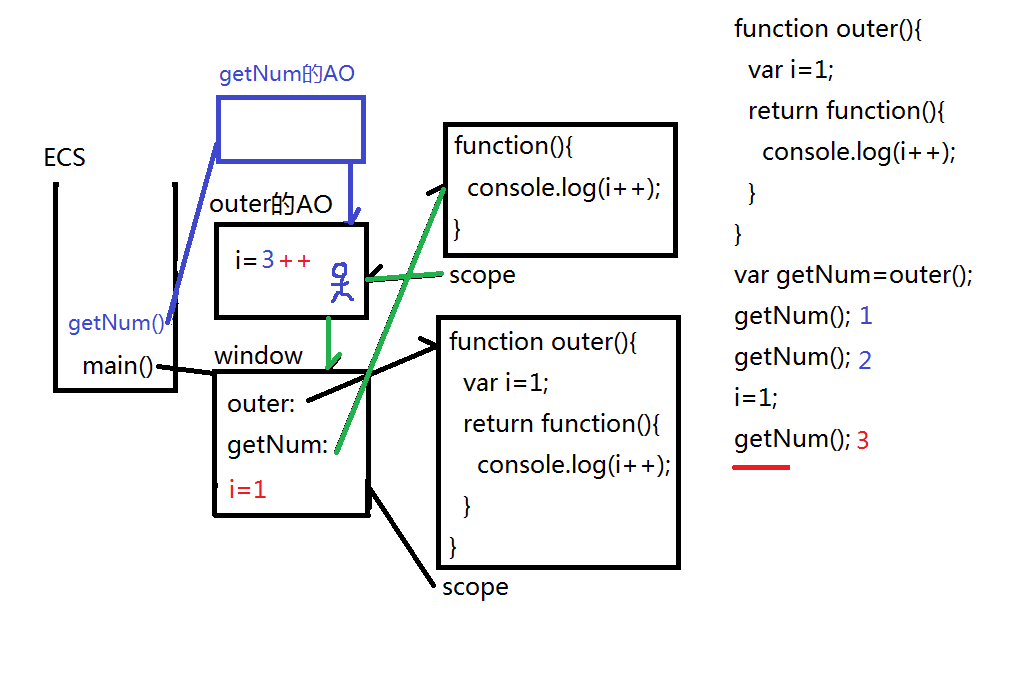 getNum的AO
ECS
outer的AO
i=3++
getNum()
main()
window
outer:
getNum:
i=1
function(){
console.log(i++);
}
scope
function outer(){
var i=1;
return function(){
console.log(i++);
}
}
scope
function outer(){
var i=1;
return function(){
console.log(i++);
}
}
var getNum=outer();
getNum(); 1
getNum(); 2
i=1;
getNum(); 3